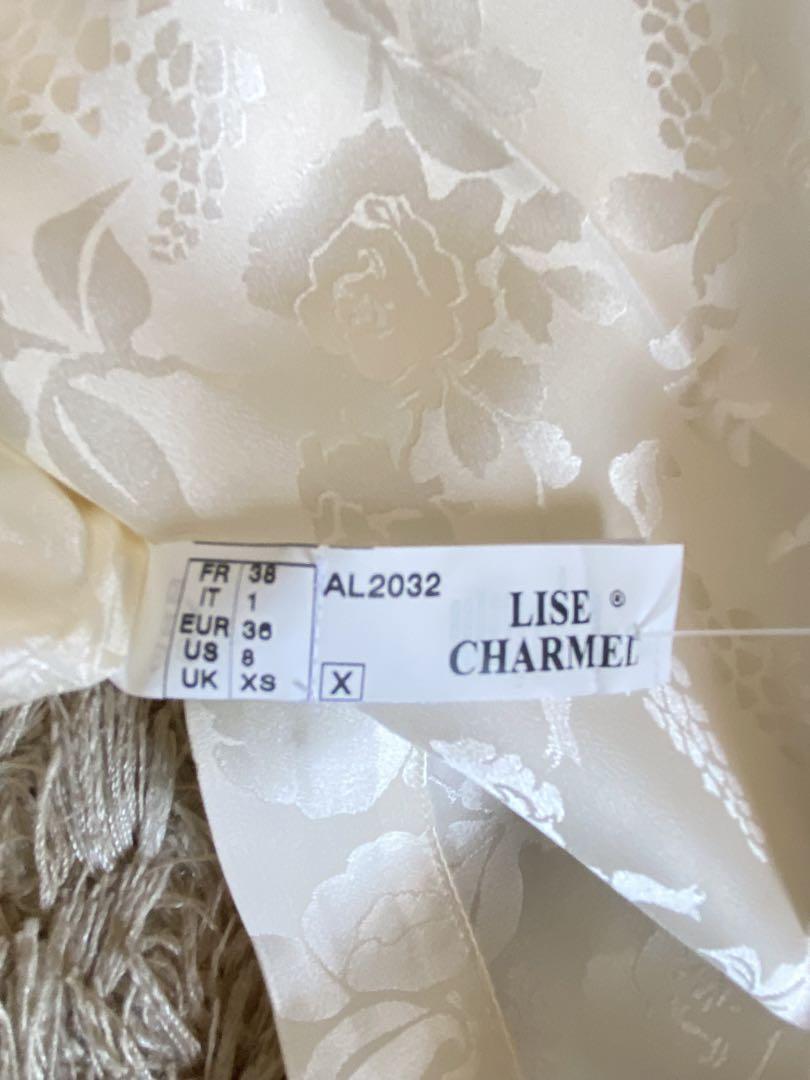 FR 38
IT 1
EUR 36
US 8
UK XS
AL2032
X
LISE ®
CHARMEL